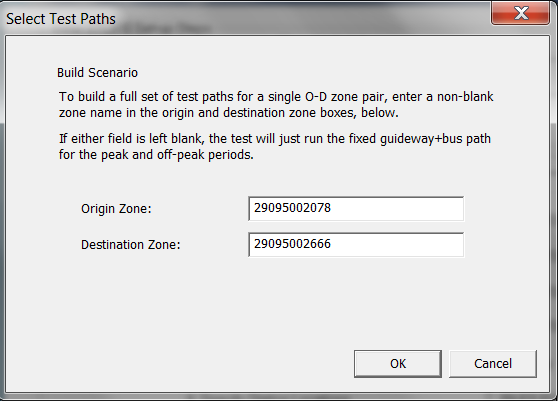 Select Test Paths
Build Scenario
To build a full set of test paths for a single O-D zone pair, enter a non-blank
zone name in the origin and destination zone boxes, below.
If either field is left blank, the test will just run the fixed guideway+bus path
for the peak and off-peak periods.
Origin Zone:
29095002078
Destination Zone:
29095002666
OK
Cancel